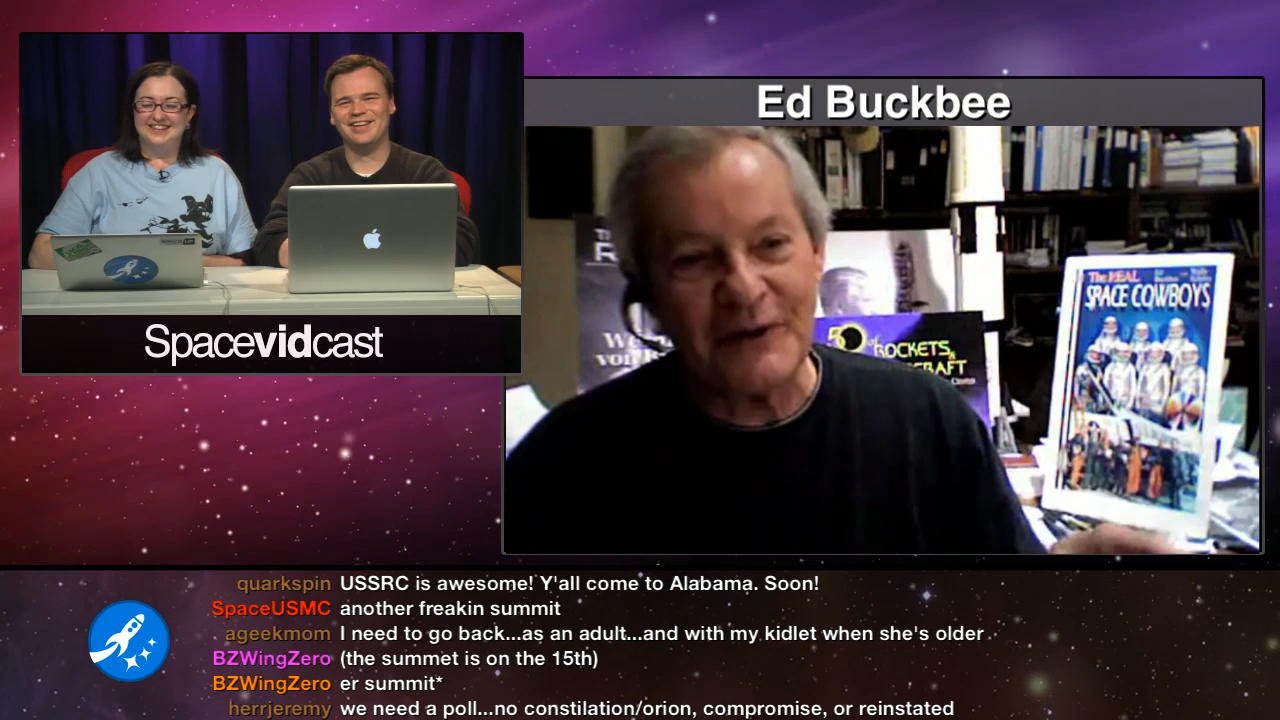 Ed Buckbee
Spacevidcast
The REAL
SPACE COWBOYS
50
ROCKETS
quarkspin USSRC is awesome! Y'all come to Alabama. Soon!
SpaceUSMC another freakin summit
ageekmom I need to go back...as an adult...and with my kidlet when she's older
BZWingZero (the summet is on the 15th)
BZWingZero er summit*
herrjeremy we need a poll...no constilation/orion, compromise, or reinstated